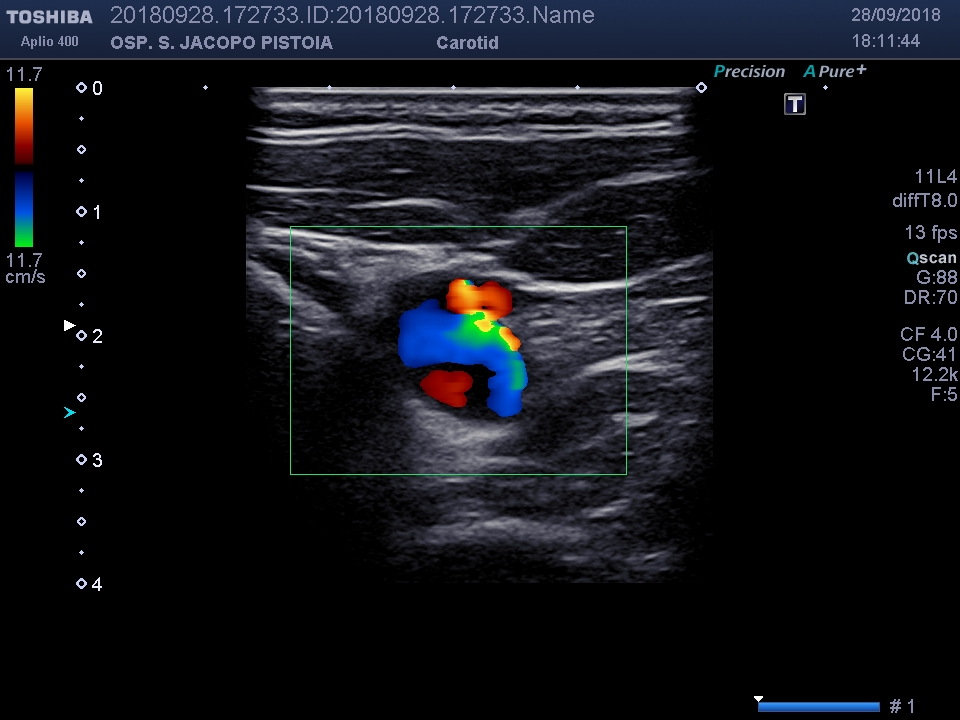 TOSHIBA 20180928.172733.ID:20180928.172733.Name 28/09/2018
Aplio 400 OSP. S. JACOPO PISTOIA Carotid 18:11:44
11.7
Precision A Pure+
T
0
1
2
3
4
11.7
cm/s
11L4
diffT8.0
13 fps
Qscan
G:88
DR:70
CF 4.0
CG:41
12.2k
F:5
# 1